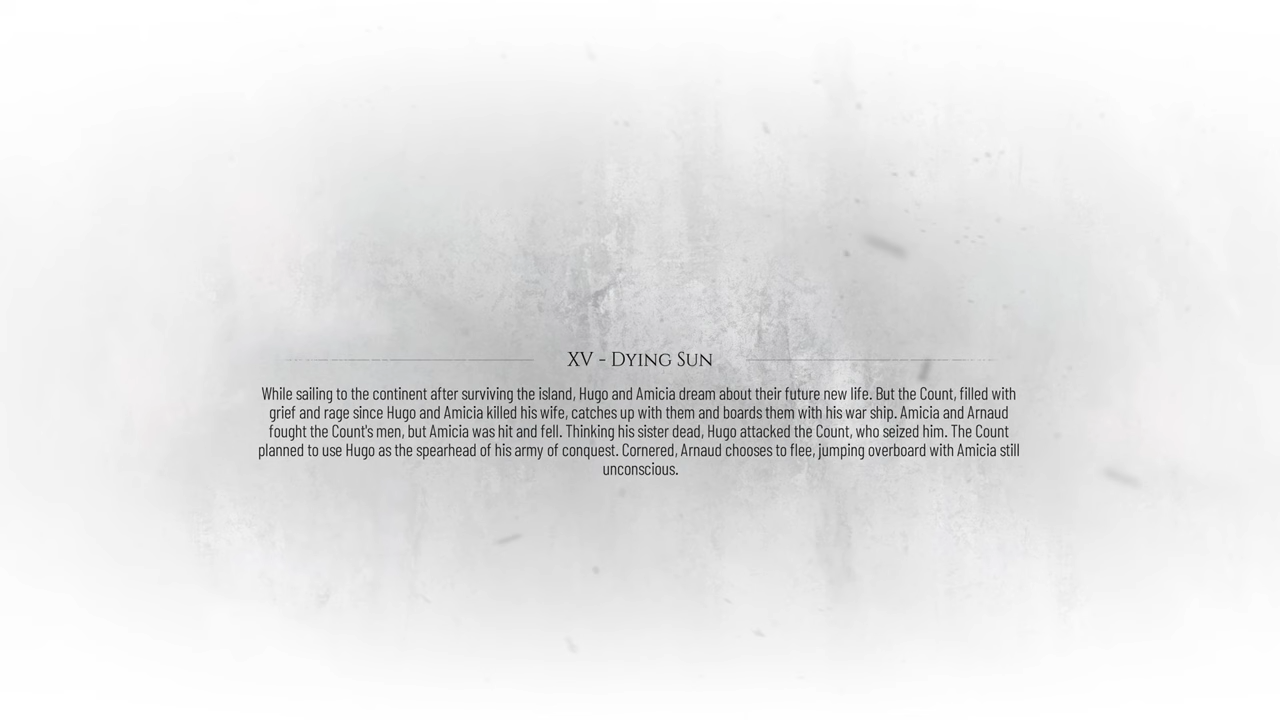 XV - Dying Sun
While sailing to the continent after surviving the island, Hugo and Amicia dream about their future new life. But the Count, filled with
grief and rage since Hugo and Amicia killed his wife, catches up with them and boards them with his war ship. Amicia and Arnaud
fought the Count's men, but Amicia was hit and fell. Thinking his sister dead, Hugo attacked the Count, who seized him. The Count
planned to use Hugo as the spearhead of his army of conquest. Cornered, Arnaud chooses to flee, jumping overboard with Amicia still
unconscious.